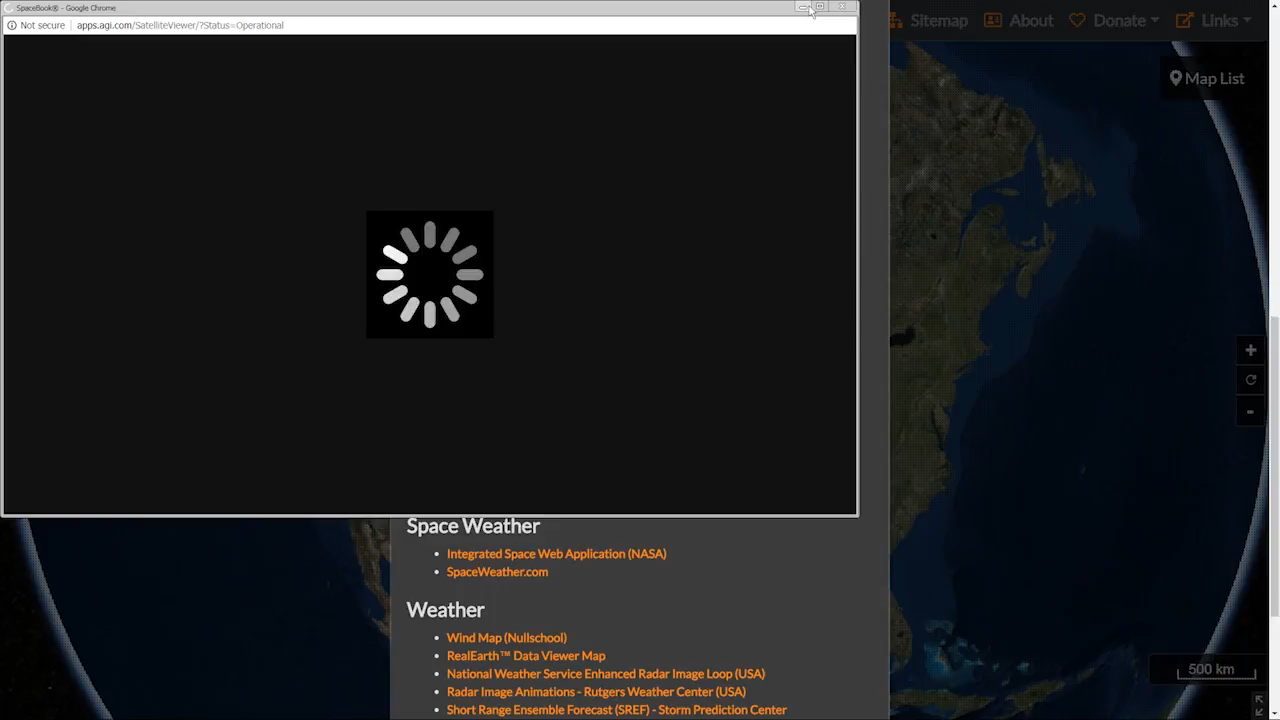 SpaceBook® - Google Chrome
Not secure
apps.agi.com/SatelliteViewer/?Status=Operational
Sitemap
About
Donate
Links
Map List
+
-
500 km
Space Weather
• Integrated Space Web Application (NASA)
• SpaceWeather.com
Weather
• Wind Map (Nullschool)
• RealEarth™ Data Viewer Map
• National Weather Service Enhanced Radar Image Loop (USA)
• Radar Image Animations - Rutgers Weather Center (USA)
• Short Range Ensemble Forecast (SREF) - Storm Prediction Center